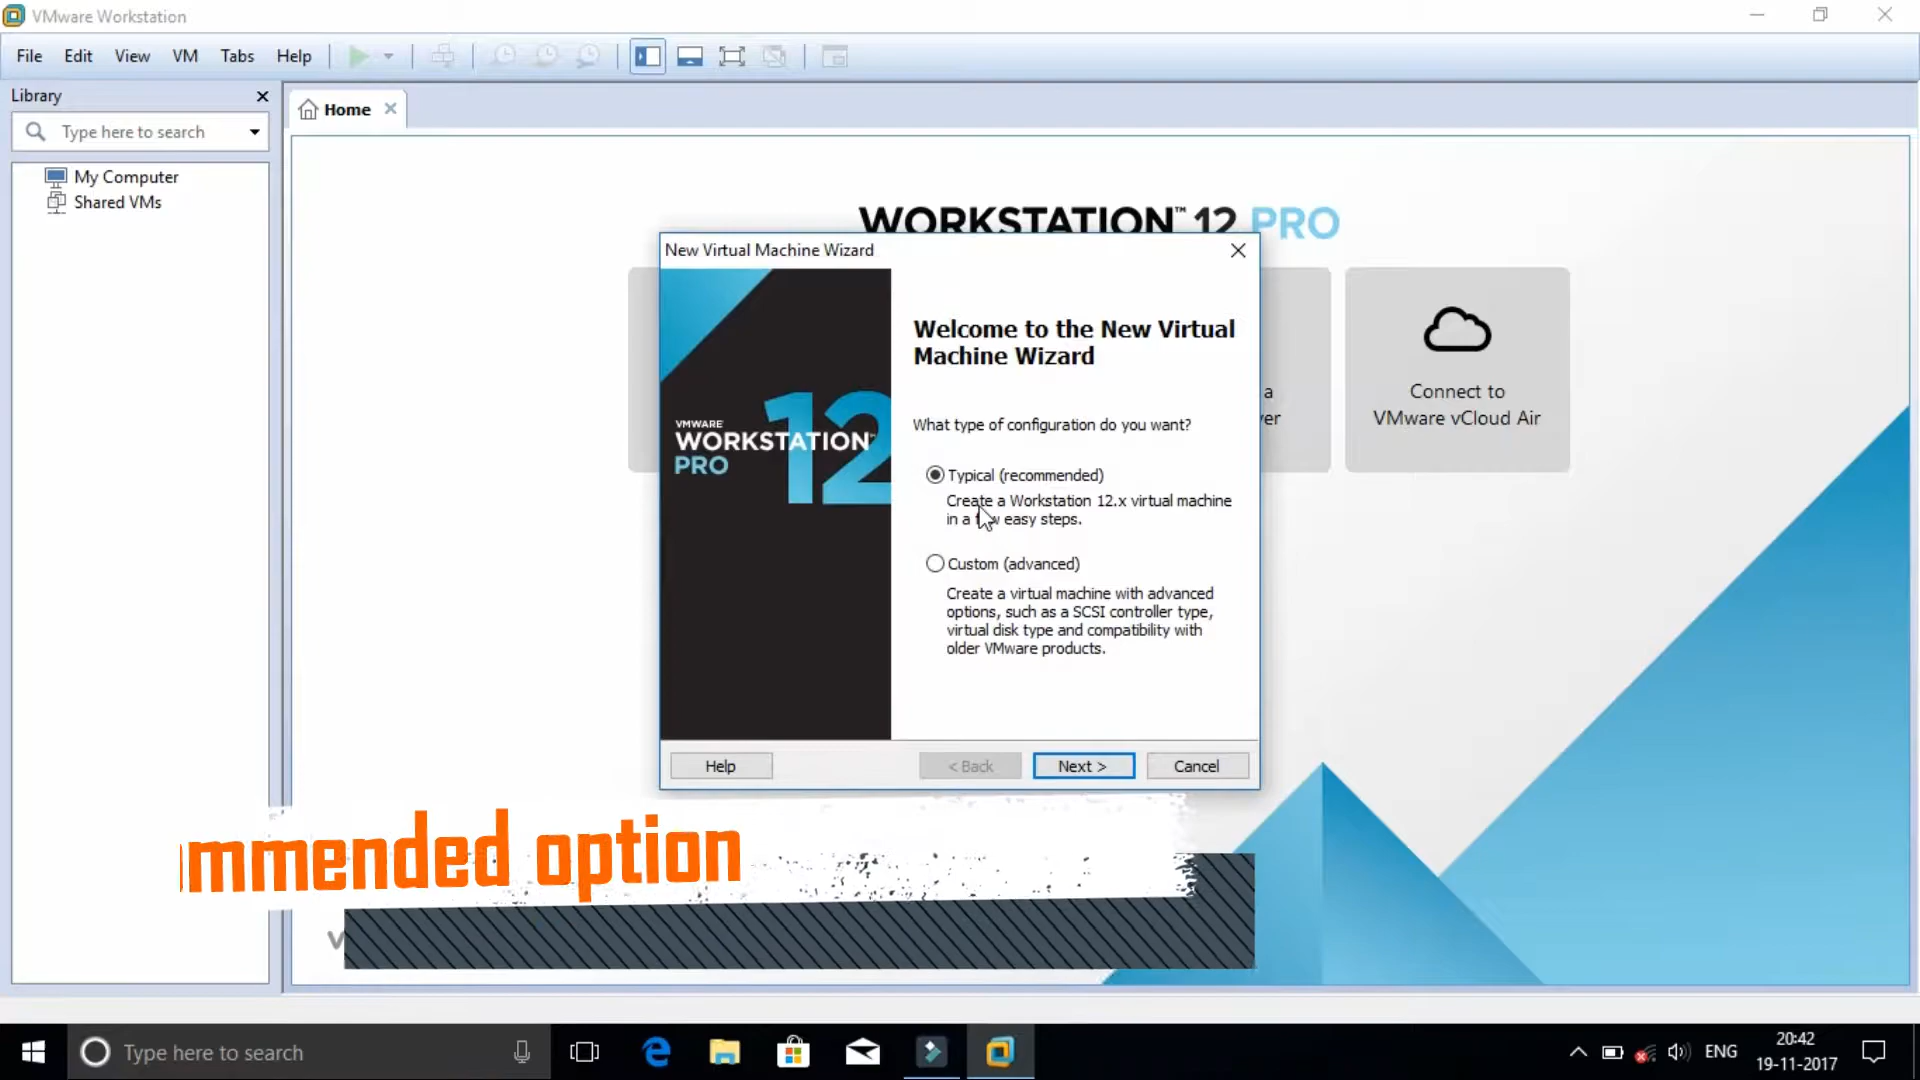 VMware Workstation
File Edit View VM Tabs Help
Library
Type here to search
My Computer
Shared VMs
Home
WORKSTATION™ 12 PRO
New Virtual Machine Wizard
VMWARE
WORKSTATION™
PRO
12
Welcome to the New Virtual
Machine Wizard
What type of configuration do you want?
Typical (recommended)
Create a Workstation 12.x virtual machine
in a few easy steps.
Custom (advanced)
Create a virtual machine with advanced
options, such as a SCSI controller type,
virtual disk type and compatibility with
older VMware products.
Help < Back Next > Cancel
a
er
Connect to
VMware vCloud Air
mmended option
v
Type here to search
ENG
20:42
19-11-2017